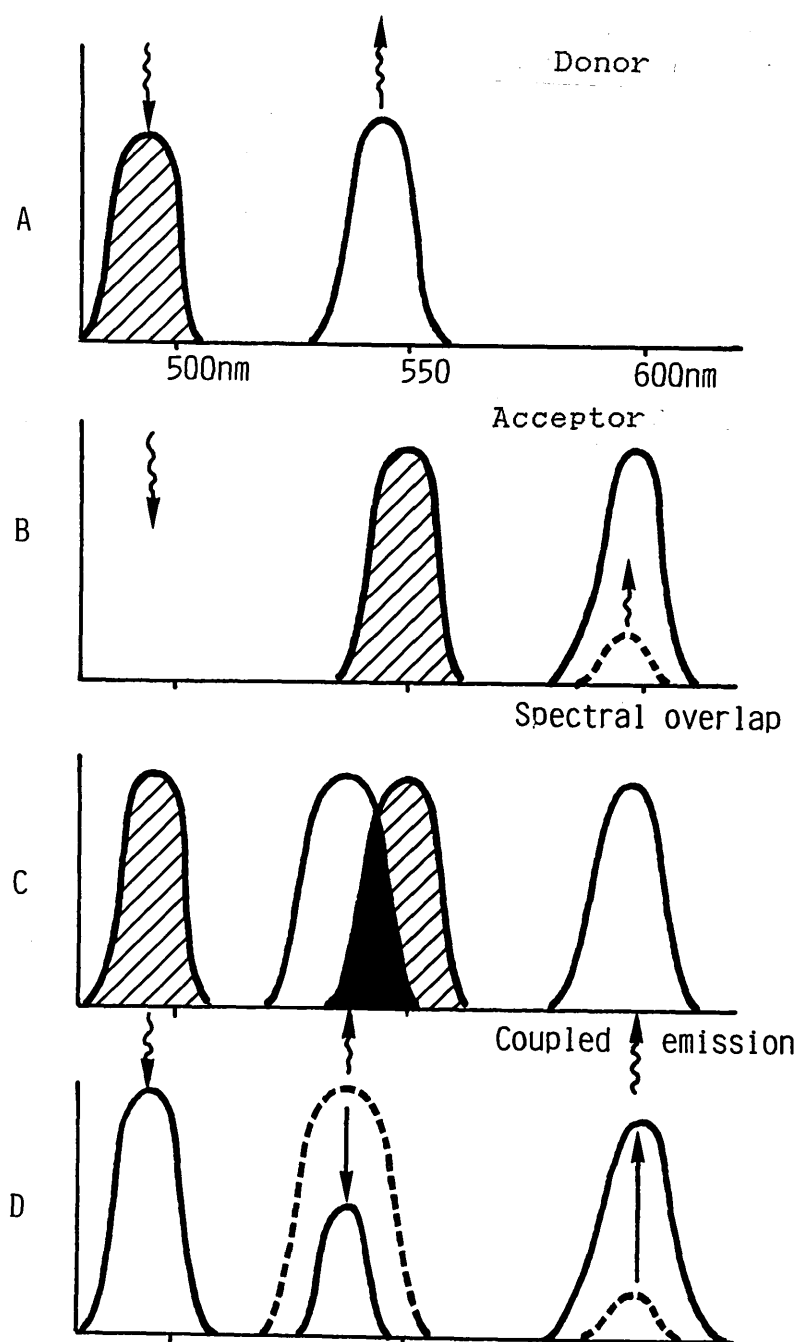 Donor
A
500nm 550 600nm
Acceptor
B
Spectral overlap
C
Coupled emission
D